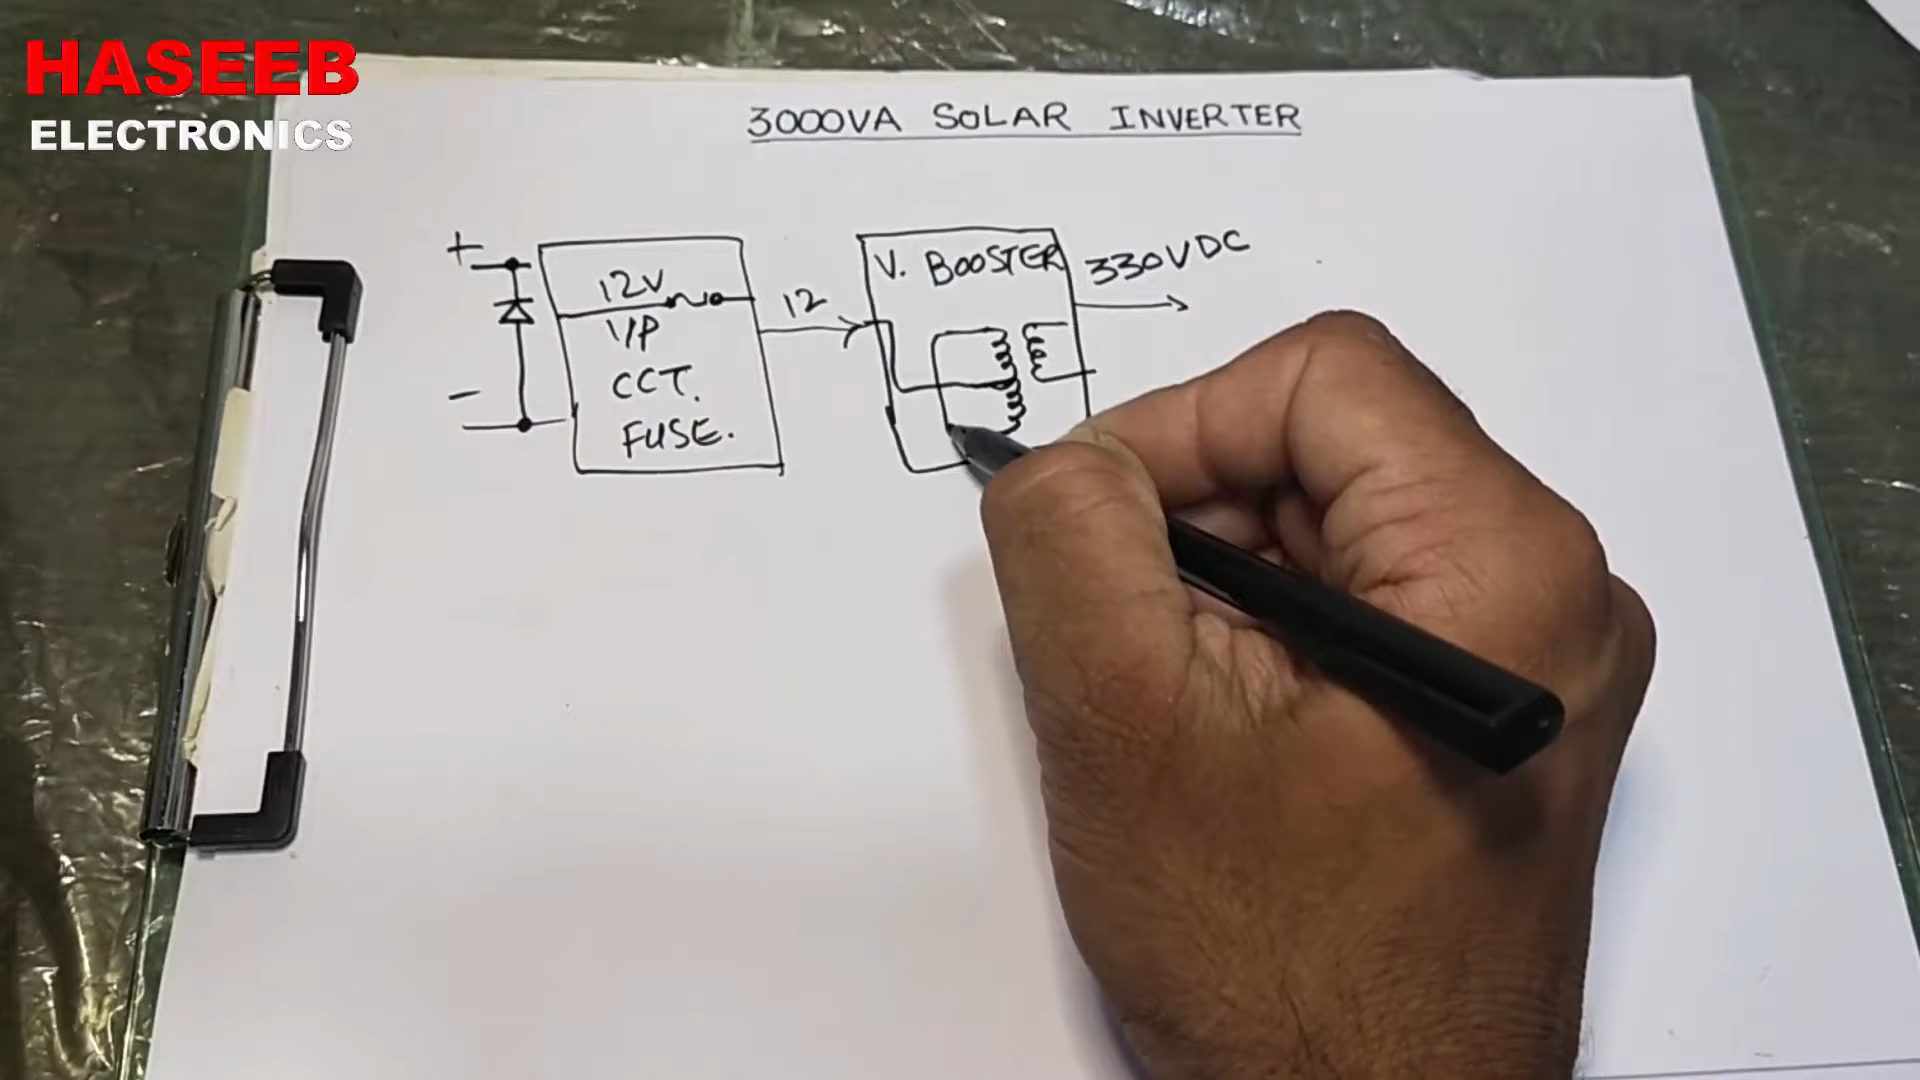 HASEEB
ELECTRONICS
3000VA SOLAR INVERTER
+
12V
I/P
CCT.
FUSE.
-
12
V. BOOSTER
330VDC